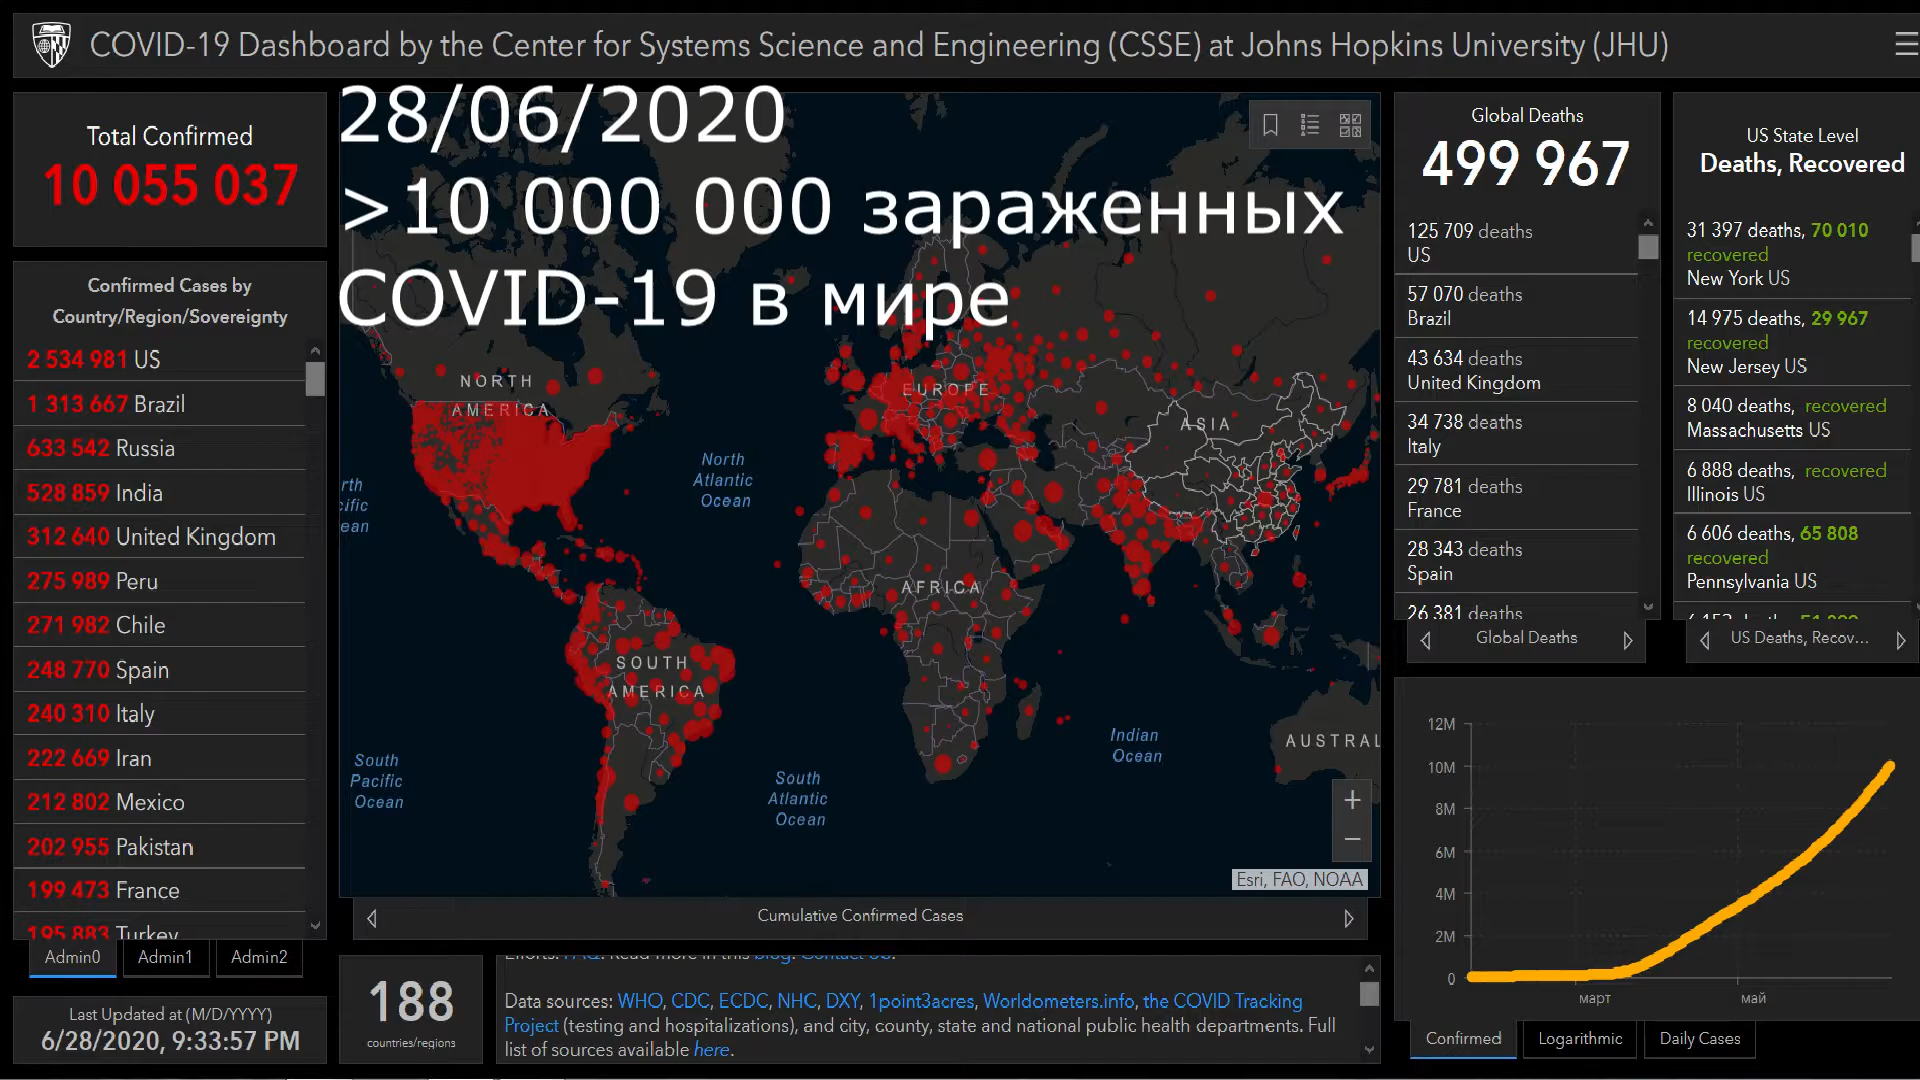 COVID-19 Dashboard by the Center for Systems Science and Engineering (CSSE) at Johns Hopkins University (JHU)
Total Confirmed
10 055 037
Confirmed Cases by
Country/Region/Sovereignty
2 534 981 US
1 313 667 Brazil
633 542 Russia
528 859 India
312 640 United Kingdom
275 989 Peru
271 982 Chile
248 770 Spain
240 310 Italy
222 669 Iran
212 802 Mexico
202 955 Pakistan
199 473 France
195 883 Turkey
Admin0
Admin1
Admin2
Last Updated at (M/D/YYYY)
6/28/2020, 9:33:57 PM
28/06/2020
>10 000 000 зараженных
COVID-19 в мире
NORTH
AMERICA
EUROPE
ASIA
North
Atlantic
Ocean
AFRICA
SOUTH
AMERICA
Indian
Ocean
South
Pacific
Ocean
South
Atlantic
Ocean
AUSTRAL
+
−
Esri, FAO, NOAA
Cumulative Confirmed Cases
188
countries/regions
Data sources: WHO, CDC, ECDC, NHC, DXY, 1point3acres, Worldometers.info, the COVID Tracking
Project (testing and hospitalizations), and city, county, state and national public health departments. Full
list of sources available here.
Global Deaths
499 967
125 709 deaths
US
57 070 deaths
Brazil
43 634 deaths
United Kingdom
34 738 deaths
Italy
29 781 deaths
France
28 343 deaths
Spain
26 381 deaths
Global Deaths
US State Level
Deaths, Recovered
31 397 deaths, 70 010
recovered
New York US
14 975 deaths, 29 967
recovered
New Jersey US
8 040 deaths, recovered
Massachusetts US
6 888 deaths, recovered
Illinois US
6 606 deaths, 65 808
recovered
Pennsylvania US
US Deaths, Recov...
12M
10M
8M
6M
4M
2M
0
март
май
Confirmed
Logarithmic
Daily Cases